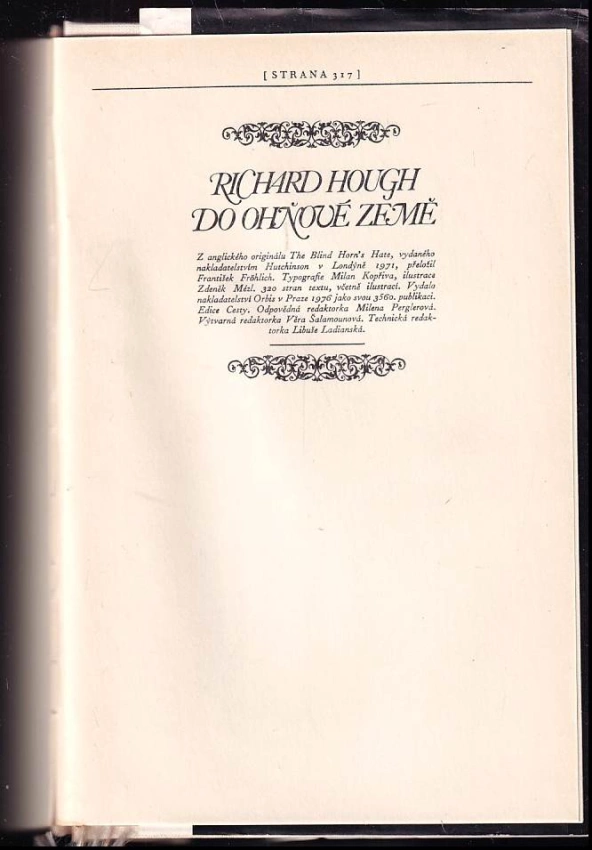 [ STRANA 317 ]
RICHARD HOUGH
DO OHŇOVÉ ZEMĚ
Z anglického originálu The Blind Horn's Hate, vydaného
nakladatelstvím Hutchinson v Londýně 1971, přeložil
František Fröhlich. Typografie Milan Kopřiva, ilustrace
Zdeněk Mézl. 320 stran textu, včetně ilustrací. Vydalo
nakladatelství Orbis v Praze 1976 jako svou 3560. publikaci.
Edice Cesty. Odpovědná redaktorka Milena Perglerová.
Výtvarná redaktorka Věra Šalamounová. Technická redak-
torka Libuše Ladianská.